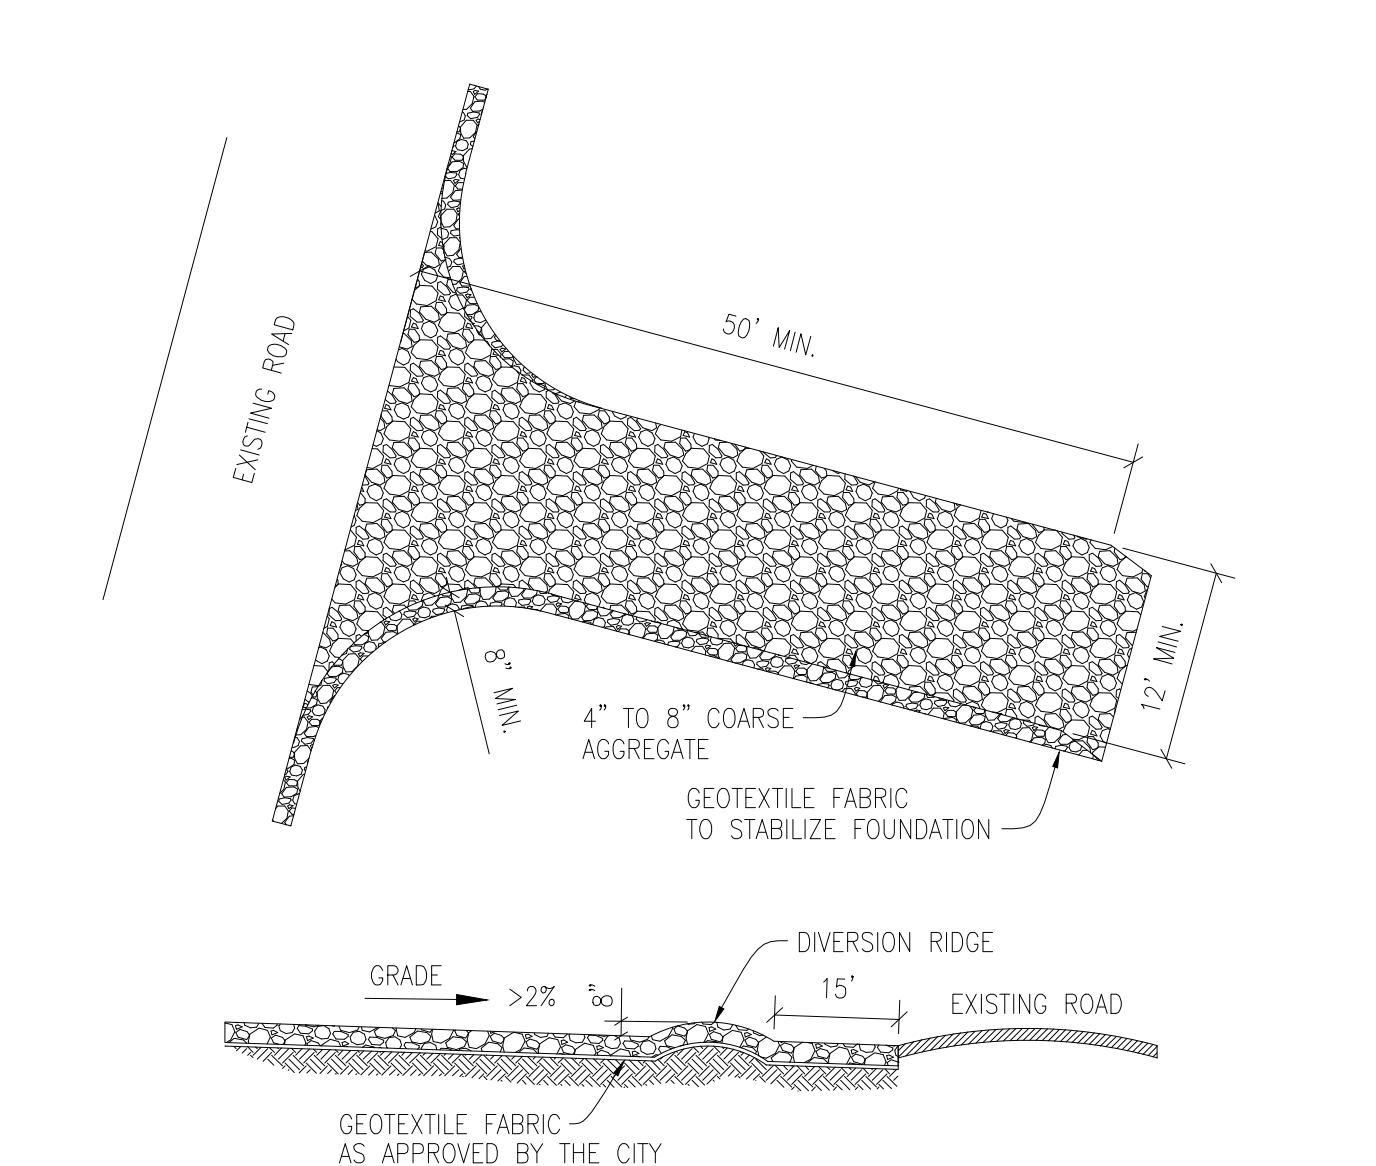 EXISTING ROAD
50' MIN.
12' MIN.
8" MIN.
4" TO 8" COARSE
AGGREGATE
GEOTEXTILE FABRIC
TO STABILIZE FOUNDATION
DIVERSION RIDGE
GRADE
>2%
8"
15'
EXISTING ROAD
GEOTEXTILE FABRIC
AS APPROVED BY THE CITY